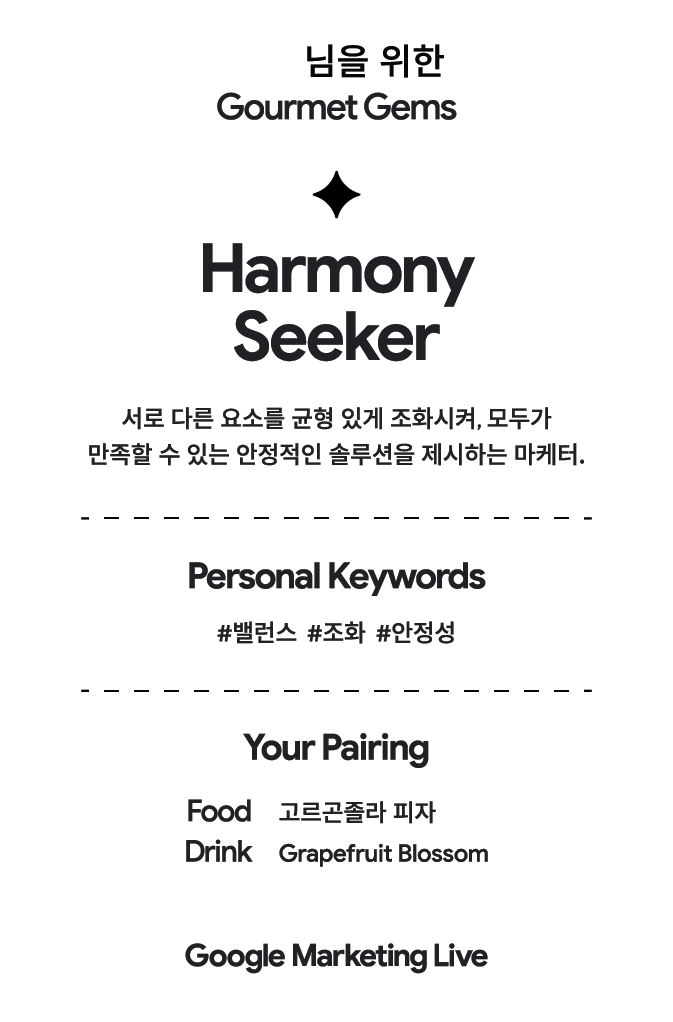 님을 위한
Gourmet Gems
Harmony
Seeker
서로 다른 요소를 균형 있게 조화시켜, 모두가
만족할 수 있는 안정적인 솔루션을 제시하는 마케터.
Personal Keywords
#밸런스 #조화 #안정성
Your Pairing
Food 고르곤졸라 피자
Drink Grapefruit Blossom
Google Marketing Live